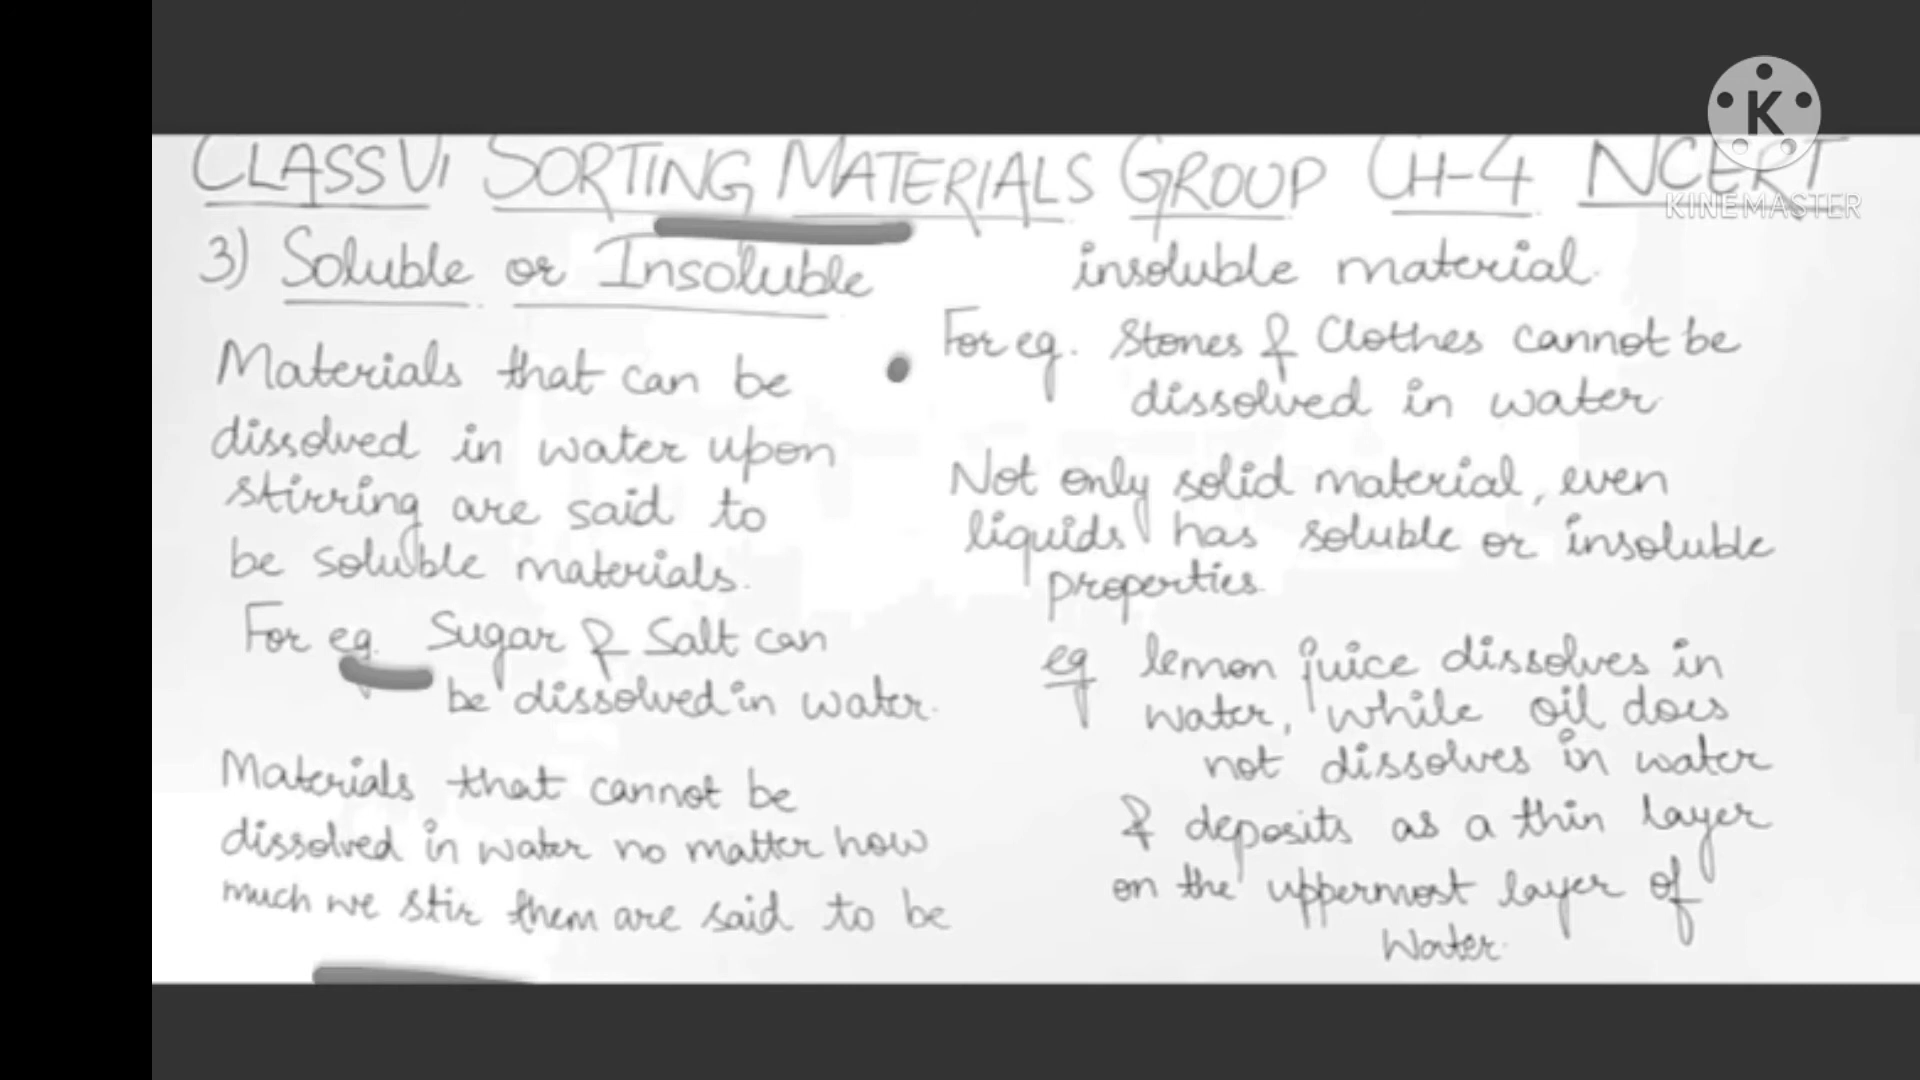 CLASS VI SORTING MATERIALS GROUP CH-4 NCERT
3) Soluble or Insoluble
Materials that can be
dissolved in water upon
stirring are said to
be soluble materials.
For eg. Sugar & Salt can
be dissolved in water.
Materials that cannot be
dissolved in water no matter how
much we stir them are said to be
insoluble material.
For eg. Stones & Clothes cannot be
dissolved in water
Not only solid material, even
liquids has soluble or insoluble
properties.
eg lemon juice dissolves in
water, while oil does
not dissolves in water
& deposits as a thin layer
on the uppermost layer of
Water.
K
KINEMASTER